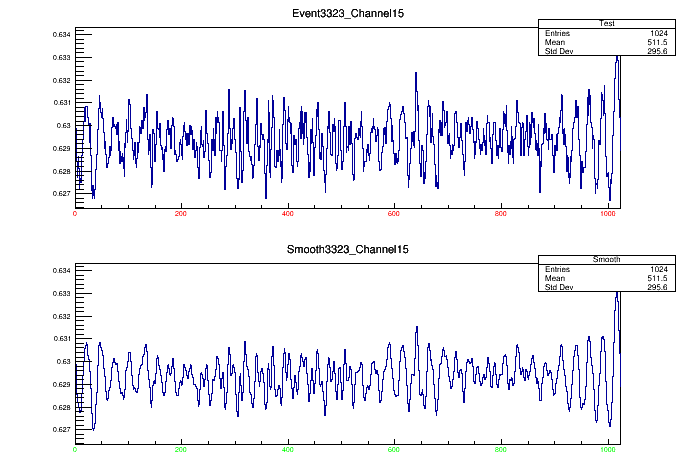 Event3323_Channel15
Test
Entries 1024
Mean 511.5
Std Dev 295.6
0.634
0.633
0.632
0.631
0.63
0.629
0.628
0.627
0 200 400 600 800 1000
Smooth3323_Channel15
Smooth
Entries 1024
Mean 511.5
Std Dev 295.6
0.634
0.633
0.632
0.631
0.63
0.629
0.628
0.627
0 200 400 600 800 1000